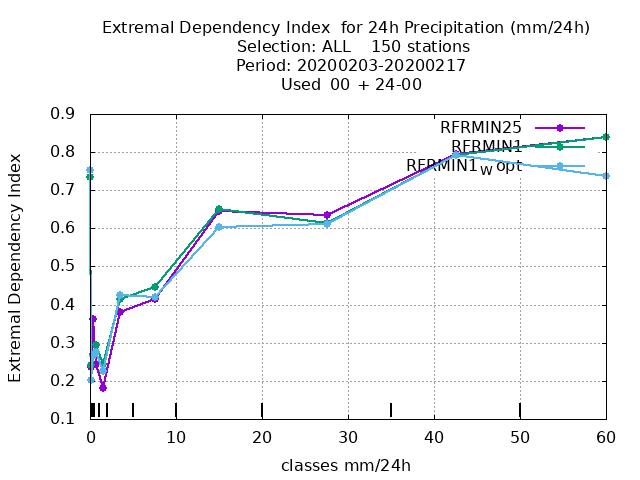 Extremal Dependency Index  for 24h Precipitation (mm/24h)
Selection: ALL    150 stations
Period: 20200203-20200217
Used  00 + 24-00
RFRMIN25
RFRMIN1
RFRMIN1W opt
Extremal Dependency Index
0.9
0.8
0.7
0.6
0.5
0.4
0.3
0.2
0.1
0 10 20 30 40 50 60
classes mm/24h